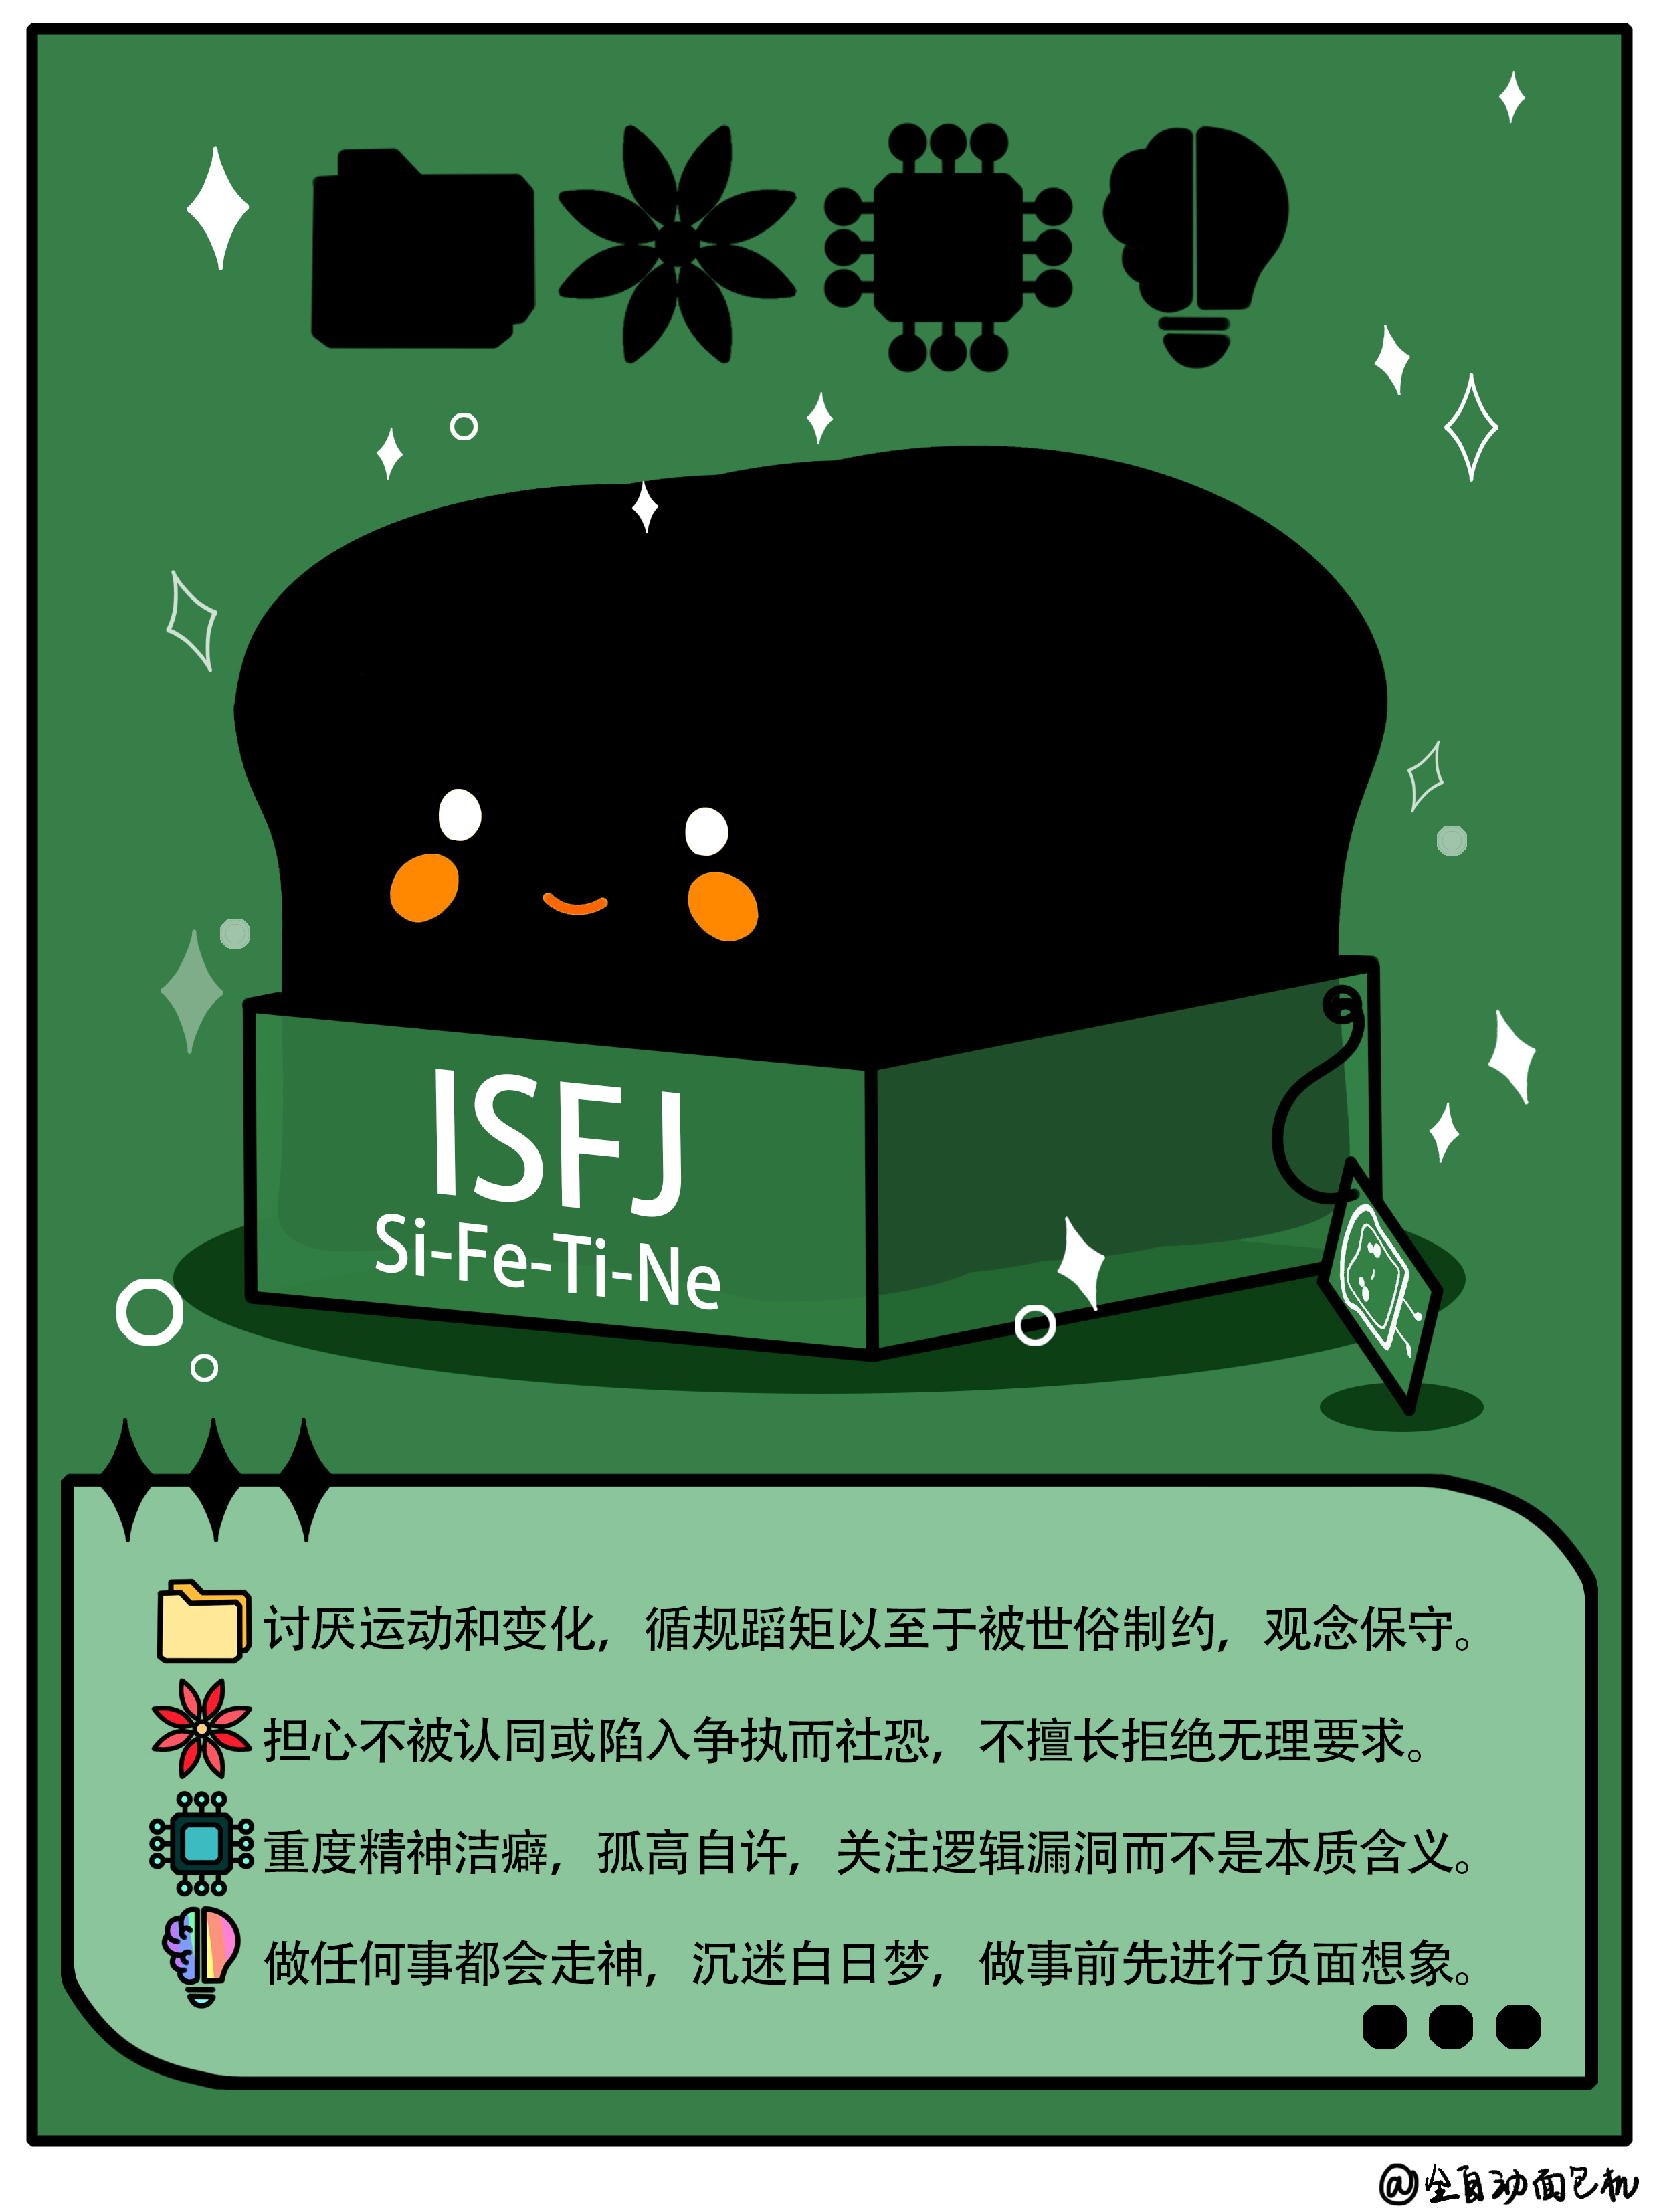 ISFJ
Si-Fe-Ti-Ne
讨厌运动和变化，循规蹈矩以至于被世俗制约，观念保守。
担心不被认同或陷入争执而社恐，不擅长拒绝无理要求。
重度精神洁癖，孤高自许，关注逻辑漏洞而不是本质含义。
做任何事都会走神，沉迷白日梦，做事前先进行负面想象。
@全自动面包机